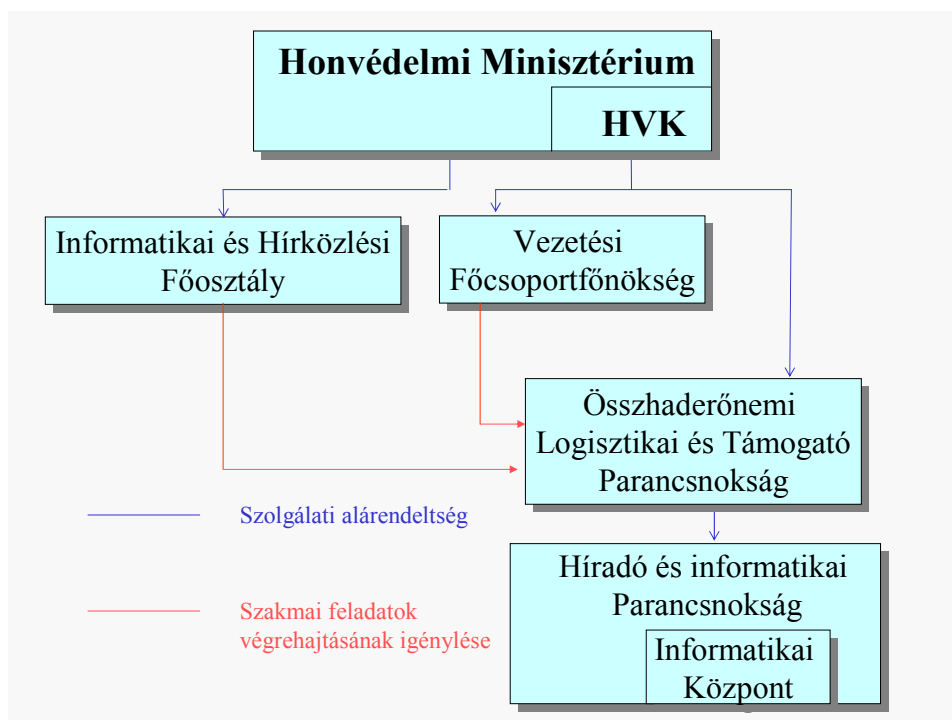 Honvédelmi Minisztérium
HVK
Informatikai és Hírközlési
Főosztály
Vezetési
Főcsoportfőnökség
Összhaderőnemi
Logisztikai és Támogató
Parancsnokság
Szolgálati alárendeltség
Híradó és informatikai
Parancsnokság
Szakmai feladatok
végrehajtásának igénylése
Informatikai
Központ